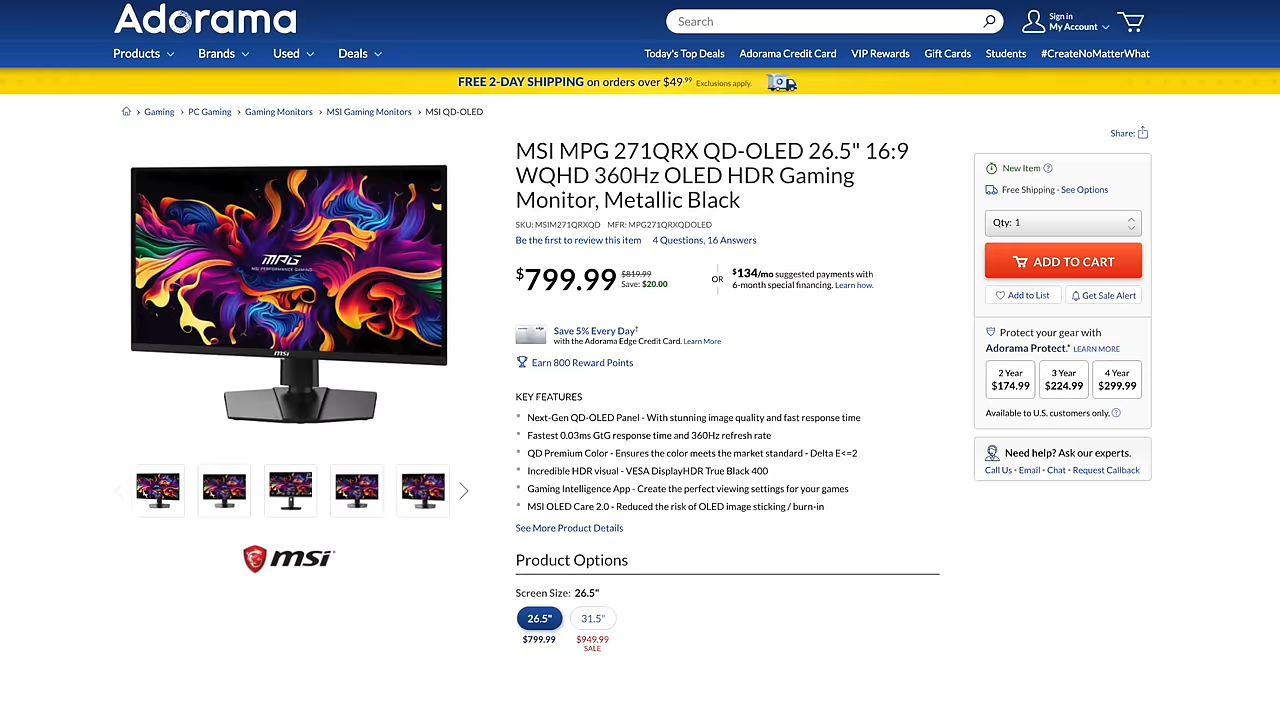 Adorama
Search
Sign in
My Account
Products
Brands
Used
Deals
Today's Top Deals
Adorama Credit Card
VIP Rewards
Gift Cards
Students
#CreateNoMatterWhat
FREE 2-DAY SHIPPING on orders over $49.99 Exclusions apply.
Gaming › PC Gaming › Gaming Monitors › MSI Gaming Monitors › MSI QD-OLED
Share:
MPG
MSI PERFORMANCE GAMING
msi
msi
MSI MPG 271QRX QD-OLED 26.5" 16:9
WQHD 360Hz OLED HDR Gaming
Monitor, Metallic Black
SKU: MSIM271QRXQD MFR: MPG271QRXQDOLED
Be the first to review this item 4 Questions, 16 Answers
$799.99
$819.99
Save: $20.00
OR
$134/mo suggested payments with
6-month special financing. Learn how.
Save 5% Every Day†
with the Adorama Edge Credit Card. Learn More
Earn 800 Reward Points
KEY FEATURES
Next-Gen QD-OLED Panel - With stunning image quality and fast response time
Fastest 0.03ms GtG response time and 360Hz refresh rate
QD Premium Color - Ensures the color meets the market standard - Delta E<=2
Incredible HDR visual - VESA DisplayHDR True Black 400
Gaming Intelligence App - Create the perfect viewing settings for your games
MSI OLED Care 2.0 - Reduced the risk of OLED image sticking / burn-in
See More Product Details
Product Options
Screen Size: 26.5"
26.5" 31.5"
$799.99 $949.99
SALE
New Item ?
Free Shipping - See Options
Qty: 1
ADD TO CART
Add to List
Get Sale Alert
Protect your gear with
Adorama Protect.* LEARN MORE
2 Year 3 Year 4 Year
$174.99 $224.99 $299.99
Available to U.S. customers only. ?
Need help? Ask our experts.
Call Us • Email • Chat • Request Callback